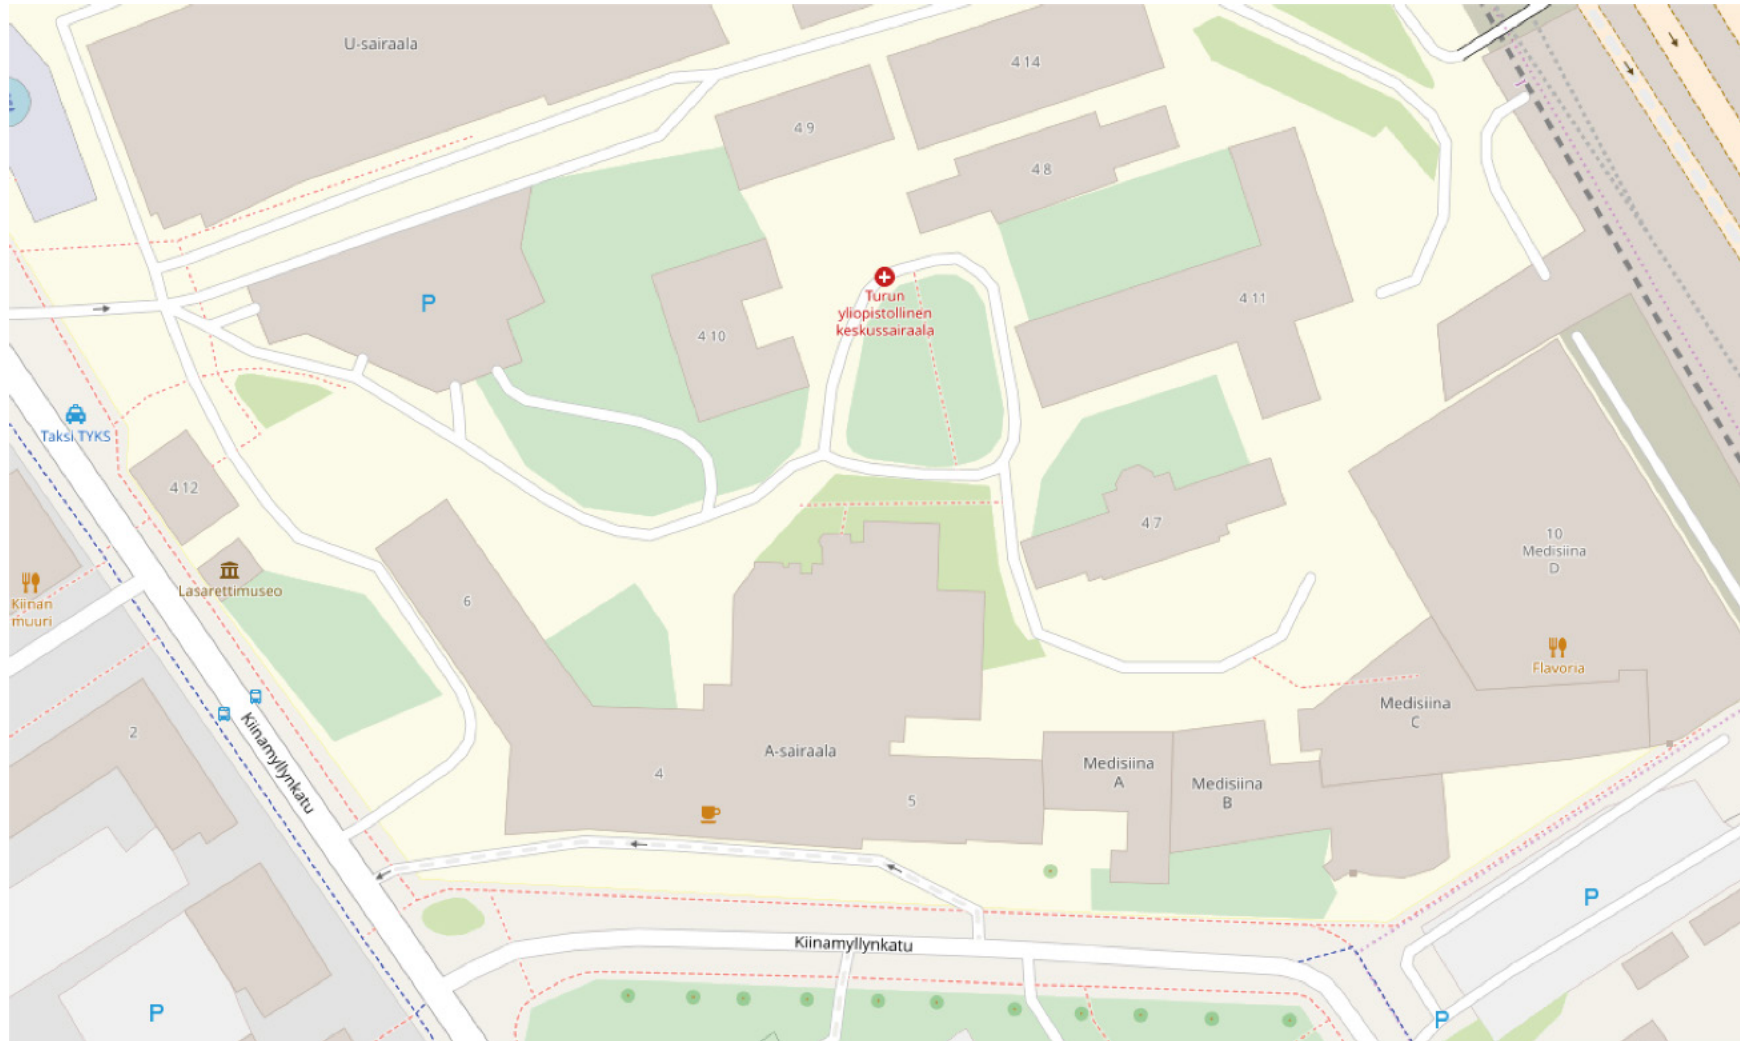 U-sairaala
4 14
4 9
4 8
P
Turun
yliopistollinen
keskussairaala
4 11
4 10
Taksi TYKS
4 12
4 7
10
Medisiina
D
Kiinan
muuri
Lasarettimuseo
6
Flavoria
Medisiina
C
2
Kiinamyllynkatu
A-sairaala
4
5
Medisiina
A
Medisiina
B
P
Kiinamyllynkatu
P
P